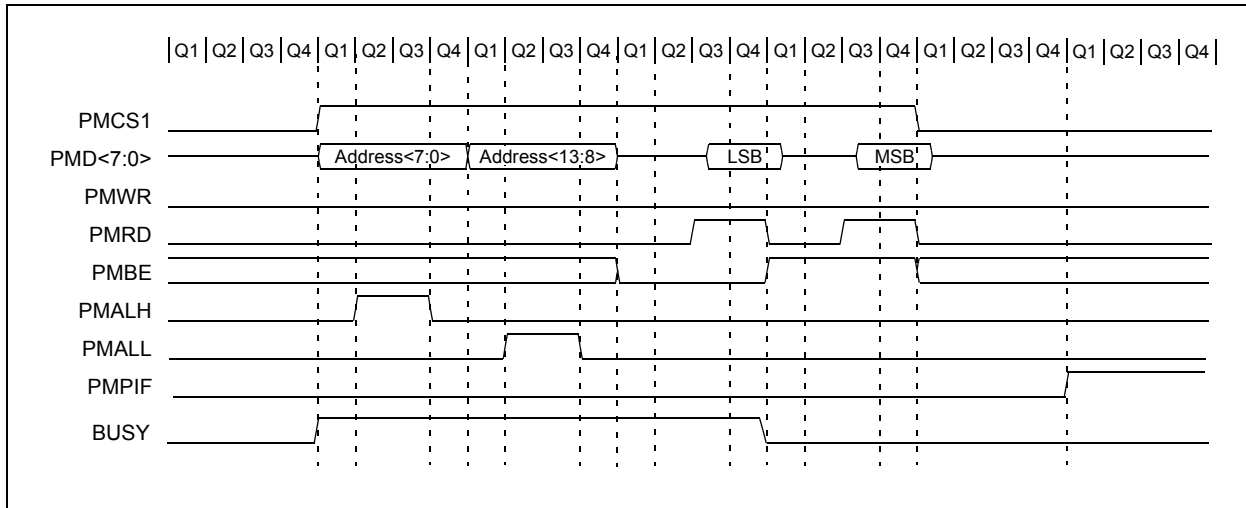 Q1 Q2 Q3 Q4 Q1 Q2 Q3 Q4 Q1 Q2 Q3 Q4 Q1 Q2 Q3 Q4 Q1 Q2 Q3 Q4 Q1 Q2 Q3 Q4 Q1 Q2 Q3 Q4
PMCS1
PMD<7:0> Address<7:0> Address<13:8> LSB MSB
PMWR
PMRD
PMBE
PMALH
PMALL
PMPIF
BUSY